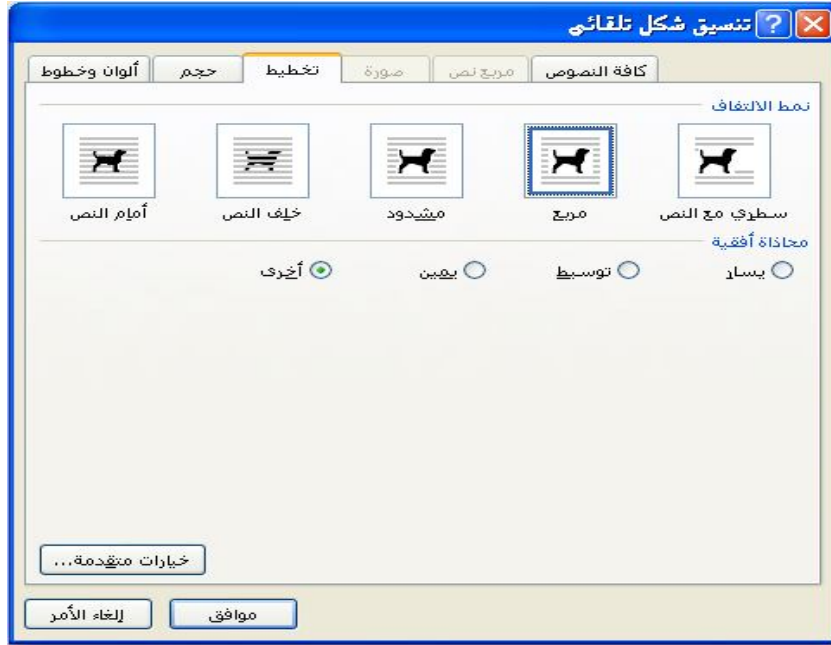 تنسيق شكل تلقائي
ألوان وخطوط حجم تخطيط صورة مربع نص كافة النصوص
نمط الالتفاف
سطري مع النص مربع مشدود خلف النص أمام النص
محاذاة أفقية
يسار توسيط يمين أخرى
خيارات متقدمة...
موافق إلغاء الأمر